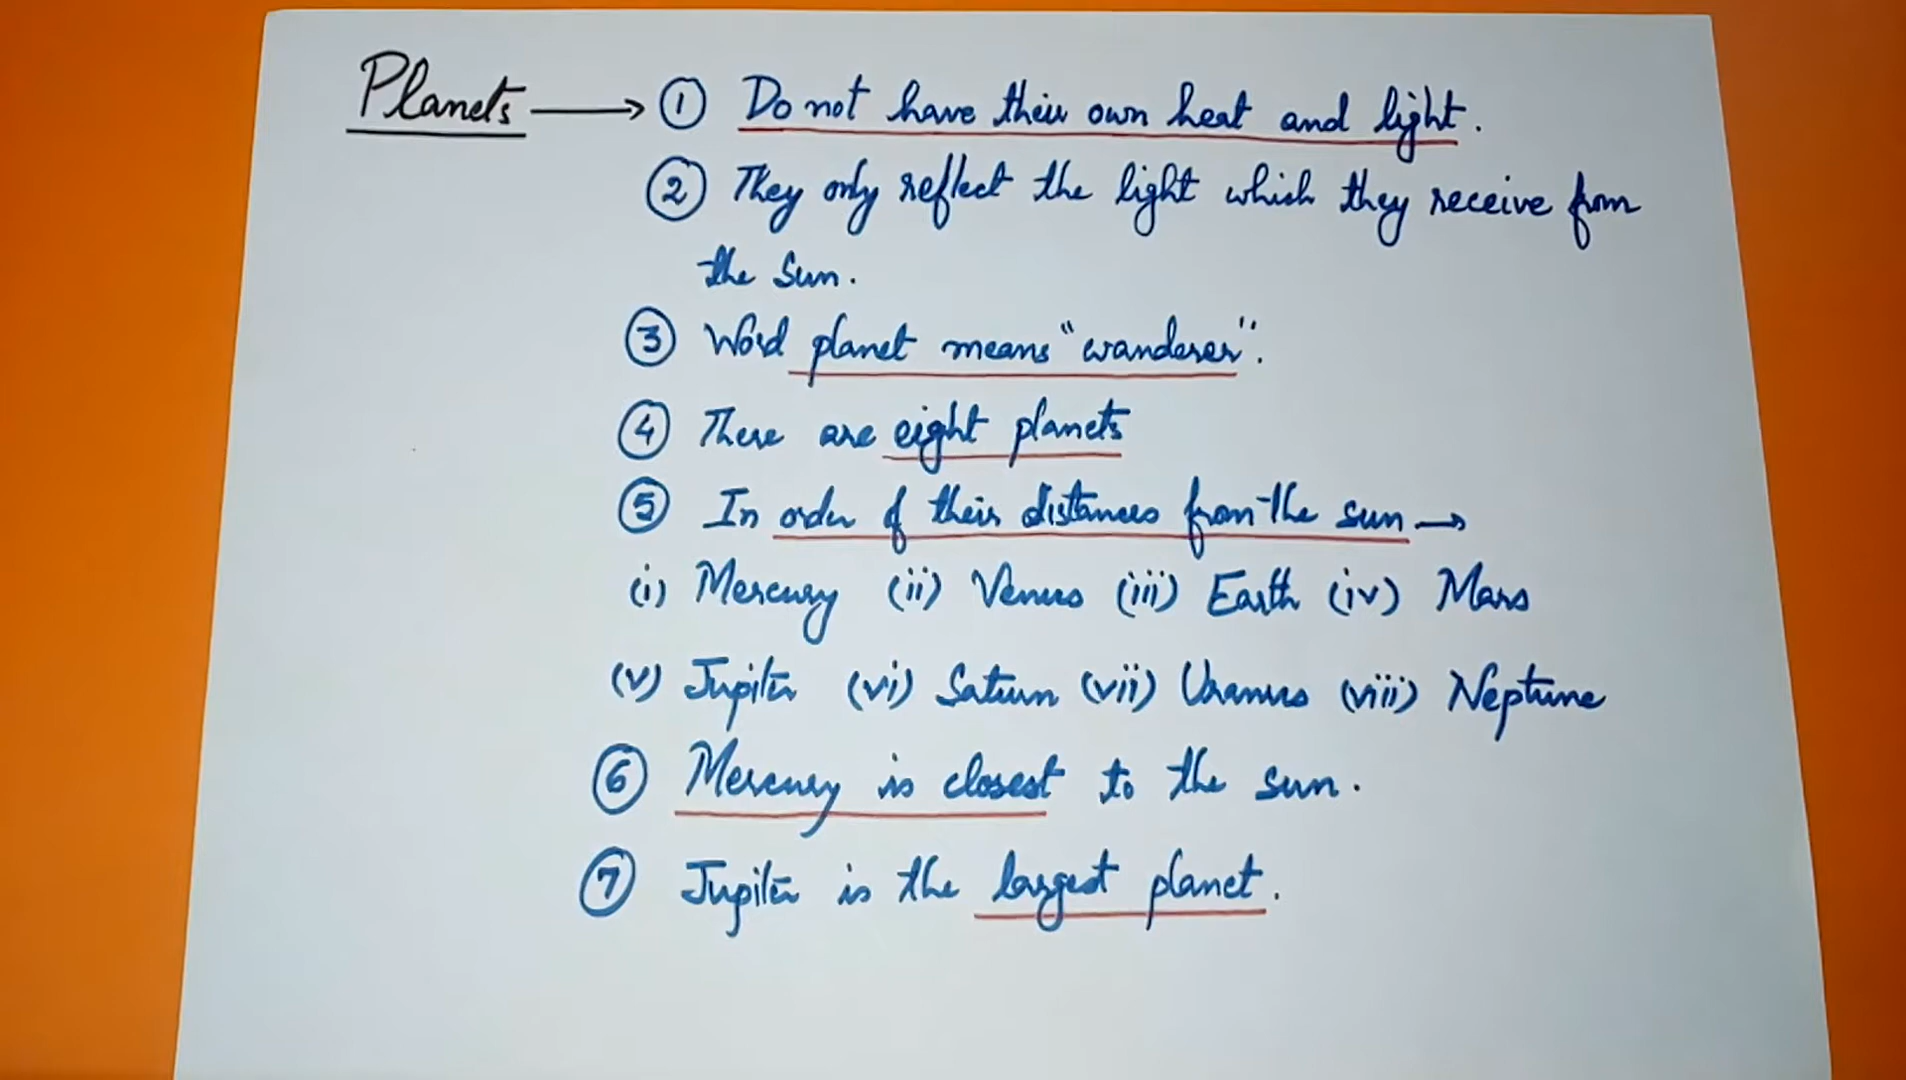 Planets → ① Do not have their own heat and light.
② They only reflect the light which they receive from
the Sun.
③ Word planet means "wanderer".
④ There are eight planets
⑤ In order of their distances from the sun →
(i) Mercury (ii) Venus (iii) Earth (iv) Mars
(v) Jupiter (vi) Saturn (vii) Uranus (viii) Neptune
⑥ Mercury is closest to the sun.
⑦ Jupiter is the largest planet.